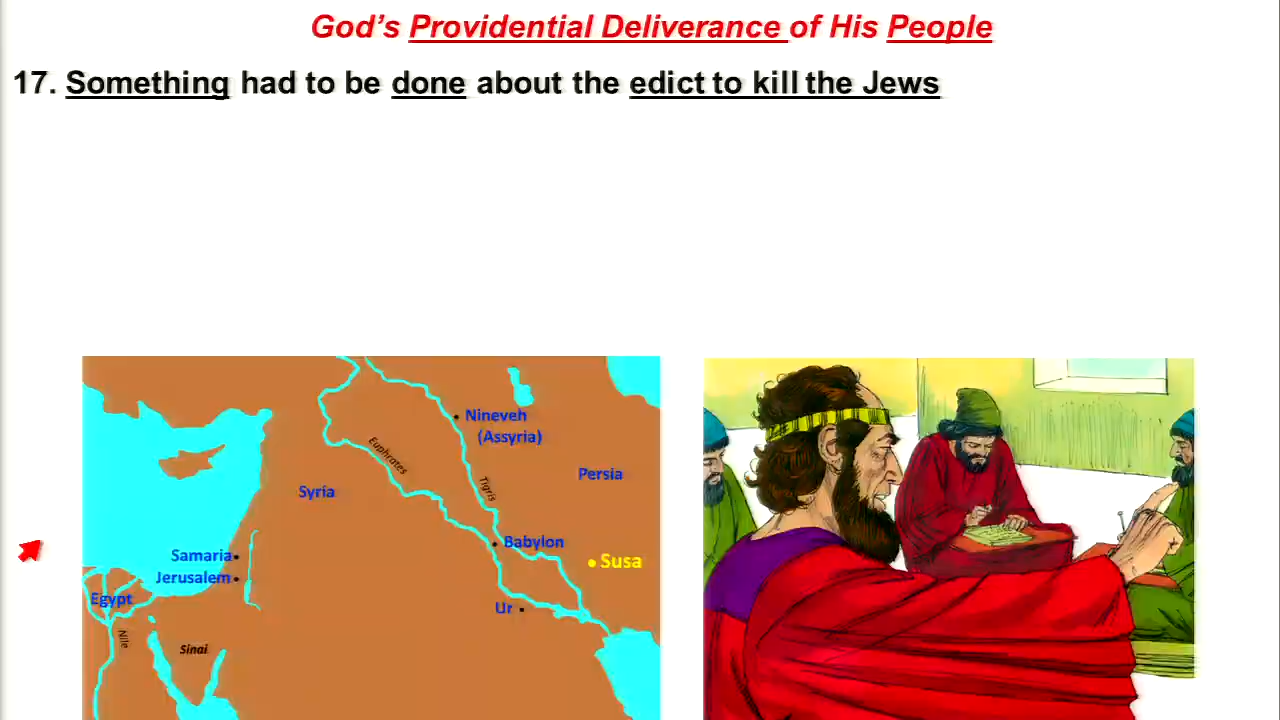 God’s Providential Deliverance of His People
17. Something had to be done about the edict to kill the Jews
Nineveh
(Assyria)
Euphrates
Persia
Tigris
Syria
Babylon
Samaria
Susa
Jerusalem
Egypt
Ur
Nile
Sinai